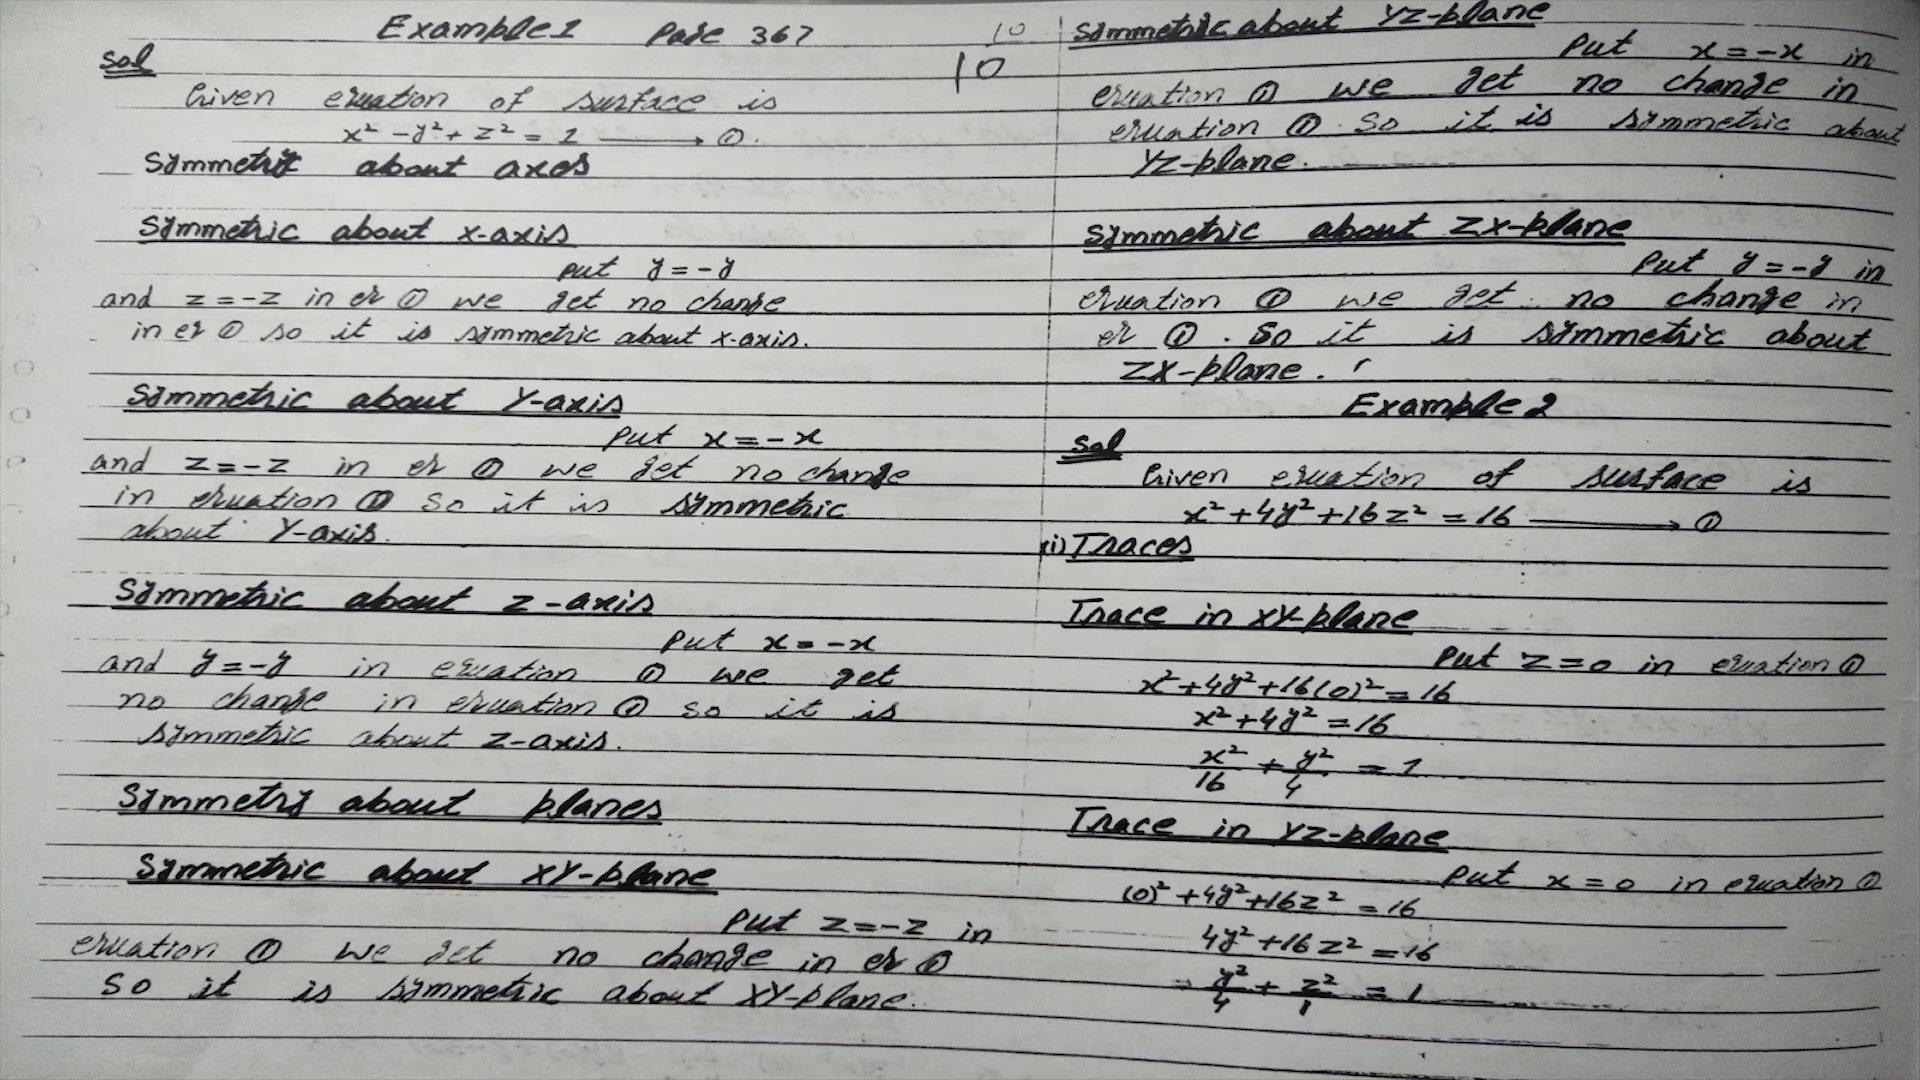 Example 1 Page 367
10
10
Sol
Given equation of surface is
x² - y² + z² = 1 ⟶ ①.
Symmetric about axes
Symmetric about x-axis
Put y = -y
and z = -z in eq ① we get no change
in eq ① so it is symmetric about x-axis.
Symmetric about Y-axis
Put x = -x
and z = -z in eq ① we get no change
in equation ① so it is symmetric
about Y-axis.
Symmetric about z-axis
Put x = -x
and y = -y in equation ① we get
no change in equation ① so it is
symmetric about z-axis.
Symmetry about planes
Symmetric about XY-plane
Put z = -z in
equation ① we get no change in eq ①
So it is symmetric about XY-plane.
Symmetric about YZ-plane
Put x = -x in
equation ① we get no change in
equation ① so it is symmetric about
YZ-plane.
Symmetric about ZX-plane
Put y = -y in
equation ① we get no change in
eq ①. So it is symmetric about
ZX-plane.
Example 2
Sol
Given equation of surface is
x² + 4y² + 16z² = 16 ⟶ ①
(i) Traces
Trace in XY-plane
Put z = 0 in equation ①
x² + 4y² + 16(0)² = 16
x² + 4y² = 16
x²/16 + y²/4 = 1
Trace in YZ-plane
Put x = 0 in equation ①
(0)² + 4y² + 16z² = 16
4y² + 16z² = 16
y²/4 + z²/1 = 1